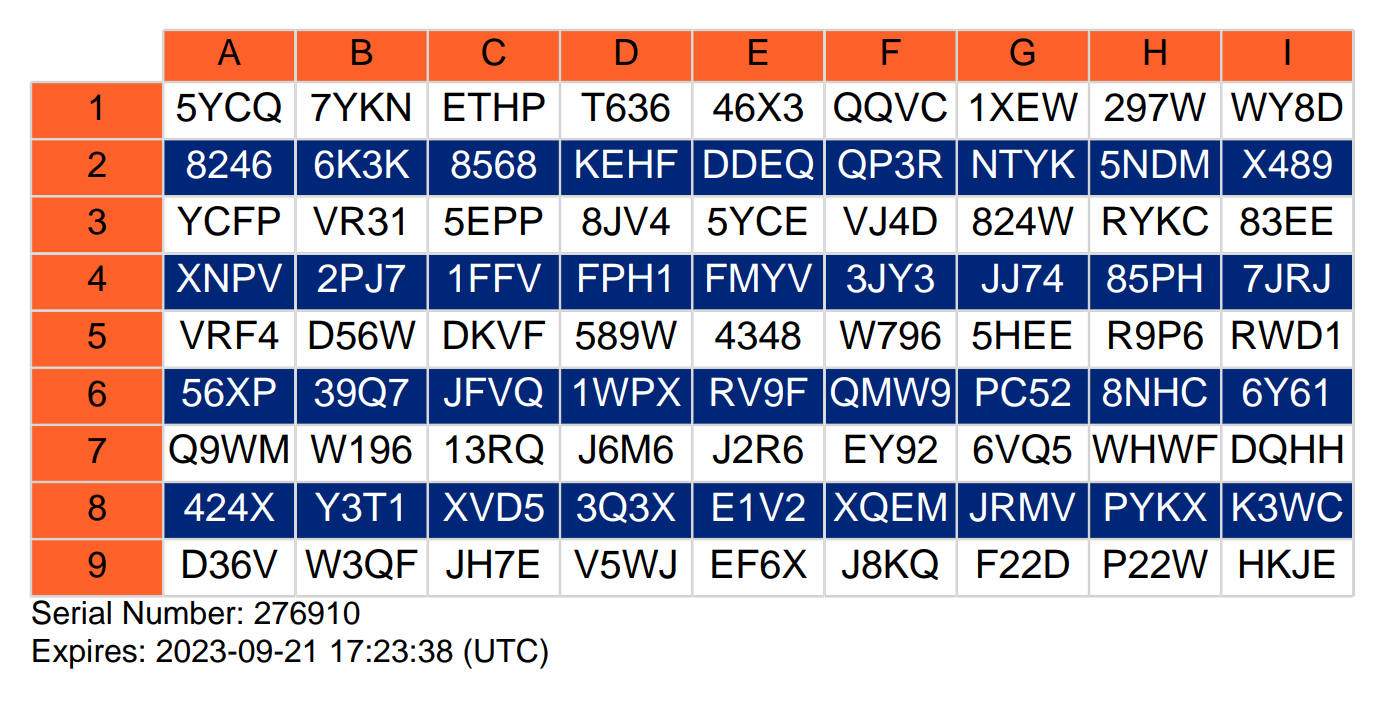 A B C D E F G H I
1 5YCQ 7YKN ETHP T636 46X3 QQVC 1XEW 297W WY8D
2 8246 6K3K 8568 KEHF DDEQ QP3R NTYK 5NDM X489
3 YCFP VR31 5EPP 8JV4 5YCE VJ4D 824W RYKC 83EE
4 XNPV 2PJ7 1FFV FPH1 FMYV 3JY3 JJ74 85PH 7JRJ
5 VRF4 D56W DKVF 589W 4348 W796 5HEE R9P6 RWD1
6 56XP 39Q7 JFVQ 1WPX RV9F QMW9 PC52 8NHC 6Y61
7 Q9WM W196 13RQ J6M6 J2R6 EY92 6VQ5 WHWF DQHH
8 424X Y3T1 XVD5 3Q3X E1V2 XQEM JRMV PYKX K3WC
9 D36V W3QF JH7E V5WJ EF6X J8KQ F22D P22W HKJE
Serial Number: 276910
Expires: 2023-09-21 17:23:38 (UTC)